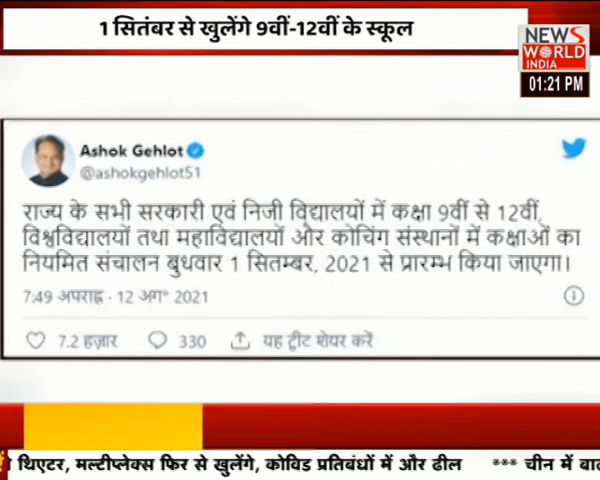 1 सितंबर से खुलेंगे 9वीं-12वीं के स्कूल
NEWS
WORLD
INDIA
01:21 PM
Ashok Gehlot
@ashokgehlot51
राज्य के सभी सरकारी एवं निजी विद्यालयों में कक्षा 9वीं से 12वीं,
विश्वविद्यालयों तथा महाविद्यालयों और कोचिंग संस्थानों में कक्षाओं का
नियमित संचालन बुधवार 1 सितम्बर, 2021 से प्रारम्भ किया जाएगा।
7:49 अपराह्न · 12 अग॰ 2021
7.2 हज़ार 330 यह ट्वीट शेयर करें
थिएटर, मल्टीप्लेक्स फिर से खुलेंगे, कोविड प्रतिबंधों में और ढील *** चीन में